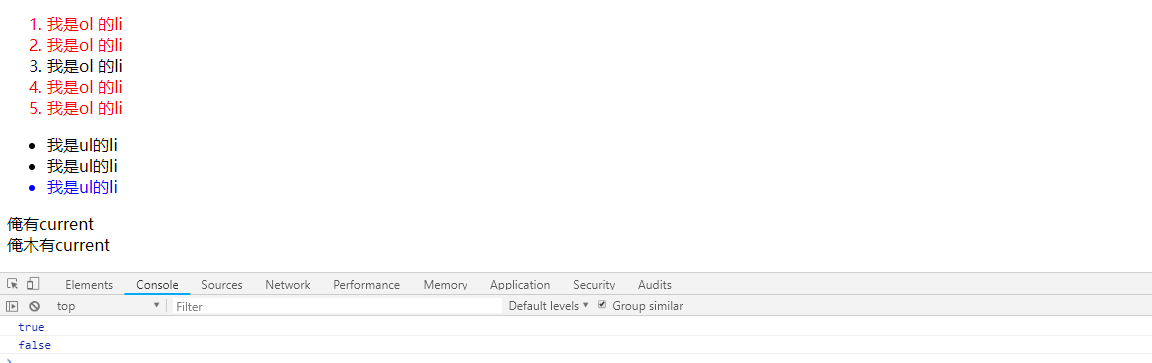 1. 我是ol 的li
2. 我是ol 的li
3. 我是ol 的li
4. 我是ol 的li
5. 我是ol 的li
我是ul的li
我是ul的li
我是ul的li
俺有current
俺木有current
Elements Console Sources Network Performance Memory Application Security Audits
top Filter Default levels Group similar
true
false